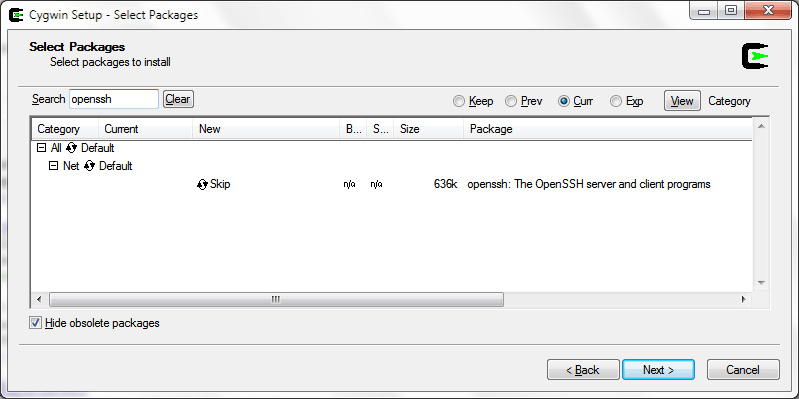 Cygwin Setup - Select Packages
Select Packages
Select packages to install
Search openssh Clear Keep Prev Curr Exp View Category
Category Current New B... S... Size Package
All Default
Net Default
Skip n/a n/a 636k openssh: The OpenSSH server and client programs
Hide obsolete packages
< Back Next > Cancel